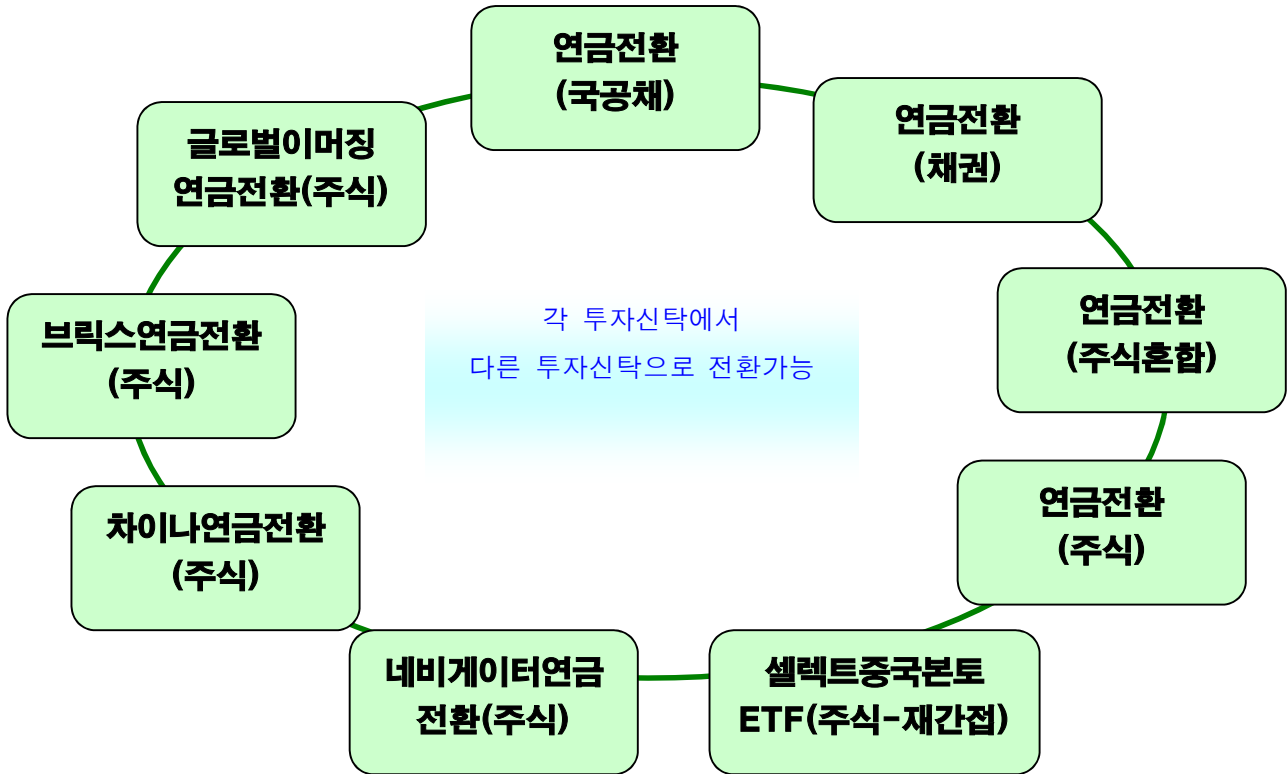 연금전환
(국공채)
연금전환
(채권)
글로벌이머징
연금전환(주식)
연금전환
(주식혼합)
브릭스연금전환
(주식)
각 투자신탁에서
다른 투자신탁으로 전환가능
연금전환
(주식)
차이나연금전환
(주식)
네비게이터연금
전환(주식)
셀렉트중국본토
ETF(주식-재간접)